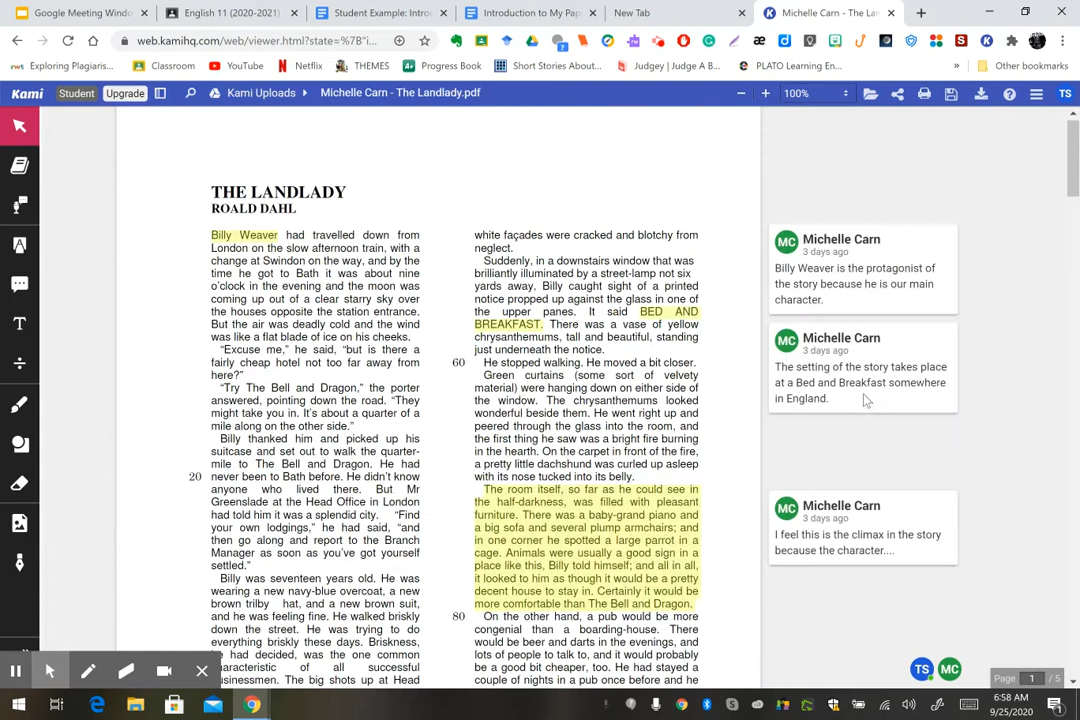 Google Meeting Windo
English 11 (2020-2021)
Student Example: Introd
Introduction to My Pap
New Tab
Michelle Carn - The Lan
web.kamihq.com/web/viewer.html?state=%7B"i...
rwt Exploring Plagiaris...
Classroom
YouTube
Netflix
THEMES
Progress Book
Short Stories About...
Judgey | Judge A B...
PLATO Learning En...
»
Other bookmarks
Kami
Student
Upgrade
Kami Uploads
Michelle Carn - The Landlady.pdf
100%
TS
THE LANDLADY
ROALD DAHL
Billy Weaver had travelled down from
London on the slow afternoon train, with a
change at Swindon on the way, and by the
time he got to Bath it was about nine
o'clock in the evening and the moon was
coming up out of a clear starry sky over
the houses opposite the station entrance.
But the air was deadly cold and the wind
was like a flat blade of ice on his cheeks.
"Excuse me," he said, "but is there a
fairly cheap hotel not too far away from
here?"
"Try The Bell and Dragon," the porter
answered, pointing down the road. "They
might take you in. It's about a quarter of a
mile along on the other side."
Billy thanked him and picked up his
suitcase and set out to walk the quarter-
mile to The Bell and Dragon. He had
20 never been to Bath before. He didn't know
anyone who lived there. But Mr
Greenslade at the Head Office in London
had told him it was a splendid city. "Find
your own lodgings," he had said, "and
then go along and report to the Branch
Manager as soon as you've got yourself
settled."
Billy was seventeen years old. He was
wearing a new navy-blue overcoat, a new
brown trilby hat, and a new brown suit,
and he was feeling fine. He walked briskly
down the street. He was trying to do
everything briskly these days. Briskness,
he had decided, was the one common
characteristic of all successful
businessmen. The big shots up at Head
white façades were cracked and blotchy from
neglect.
Suddenly, in a downstairs window that was
brilliantly illuminated by a street-lamp not six
yards away, Billy caught sight of a printed
notice propped up against the glass in one of
the upper panes. It said BED AND
BREAKFAST. There was a vase of yellow
chrysanthemums, tall and beautiful, standing
just underneath the notice.
60 He stopped walking. He moved a bit closer.
Green curtains (some sort of velvety
material) were hanging down on either side of
the window. The chrysanthemums looked
wonderful beside them. He went right up and
peered through the glass into the room, and
the first thing he saw was a bright fire burning
in the hearth. On the carpet in front of the fire,
a pretty little dachshund was curled up asleep
with its nose tucked into its belly.
The room itself, so far as he could see in
the half-darkness, was filled with pleasant
furniture. There was a baby-grand piano and
a big sofa and several plump armchairs; and
in one corner he spotted a large parrot in a
cage. Animals were usually a good sign in a
place like this, Billy told himself; and all in all,
it looked to him as though it would be a pretty
decent house to stay in. Certainly it would be
more comfortable than The Bell and Dragon.
80 On the other hand, a pub would be more
congenial than a boarding-house. There
would be beer and darts in the evenings, and
lots of people to talk to, and it would probably
be a good bit cheaper, too. He had stayed a
couple of nights in a pub once before and he
MC Michelle Carn
3 days ago
Billy Weaver is the protagonist of
the story because he is our main
character.
MC Michelle Carn
3 days ago
The setting of the story takes place
at a Bed and Breakfast somewhere
in England.
MC Michelle Carn
3 days ago
I feel this is the climax in the story
because the character....
TS MC
Page 1 / 5
6:58 AM
9/25/2020